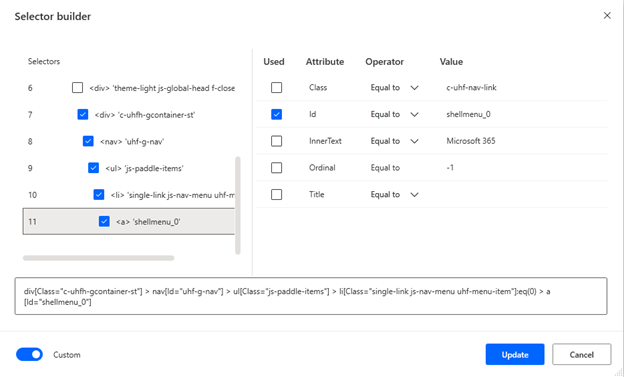 Selector builder
Selectors
Used Attribute Operator Value
6 <div> 'theme-light js-global-head f-close
Class Equal to c-uhf-nav-link
7 <div> 'c-uhfh-gcontainer-st'
Id Equal to shellmenu_0
8 <nav> 'uhf-g-nav'
InnerText Equal to Microsoft 365
9 <ul> 'js-paddle-items'
Ordinal Equal to -1
10 <li> 'single-link js-nav-menu uhf-m
Title Equal to
11 <a> 'shellmenu_0'
div[Class="c-uhfh-gcontainer-st"] > nav[Id="uhf-g-nav"] > ul[Class="js-paddle-items"] > li[Class="single-link js-nav-menu uhf-menu-item"]:eq(0) > a
[Id="shellmenu_0"]
Custom
Update
Cancel